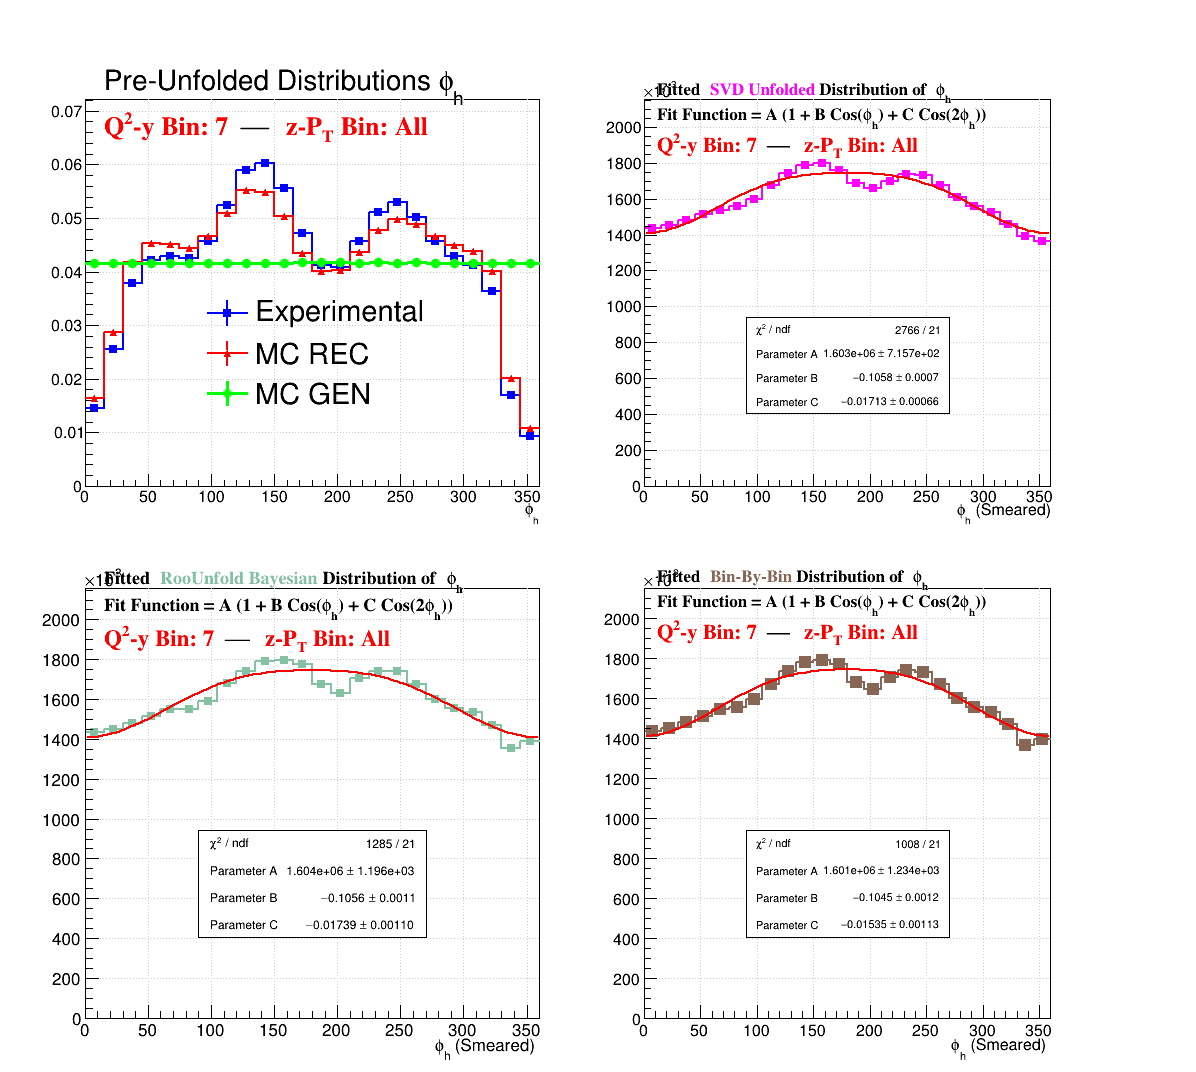 Pre-Unfolded Distributions ϕh
Q²-y Bin: 7 — z-PT Bin: All
0.07
0.06
0.05
0.04
0.03
0.02
0.01
0
Experimental
MC REC
MC GEN
0 50 100 150 200 250 300 350
ϕh
Fitted SVD Unfolded Distribution of ϕh
Fit Function = A (1 + B Cos(ϕh) + C Cos(2ϕh))
Q²-y Bin: 7 — z-PT Bin: All
2000
1800
1600
1400
1200
1000
800
600
400
200
0
χ² / ndf 2766 / 21
Parameter A 1.603e+06 ± 7.157e+02
Parameter B −0.1058 ± 0.0007
Parameter C −0.01713 ± 0.00066
0 50 100 150 200 250 300 350
ϕh (Smeared)
Fitted RooUnfold Bayesian Distribution of ϕh
Fit Function = A (1 + B Cos(ϕh) + C Cos(2ϕh))
Q²-y Bin: 7 — z-PT Bin: All
2000
1800
1600
1400
1200
1000
800
600
400
200
0
χ² / ndf 1285 / 21
Parameter A 1.604e+06 ± 1.196e+03
Parameter B −0.1056 ± 0.0011
Parameter C −0.01739 ± 0.00110
0 50 100 150 200 250 300 350
ϕh (Smeared)
Fitted Bin-By-Bin Distribution of ϕh
Fit Function = A (1 + B Cos(ϕh) + C Cos(2ϕh))
Q²-y Bin: 7 — z-PT Bin: All
2000
1800
1600
1400
1200
1000
800
600
400
200
0
χ² / ndf 1008 / 21
Parameter A 1.601e+06 ± 1.234e+03
Parameter B −0.1045 ± 0.0012
Parameter C −0.01535 ± 0.00113
0 50 100 150 200 250 300 350
ϕh (Smeared)